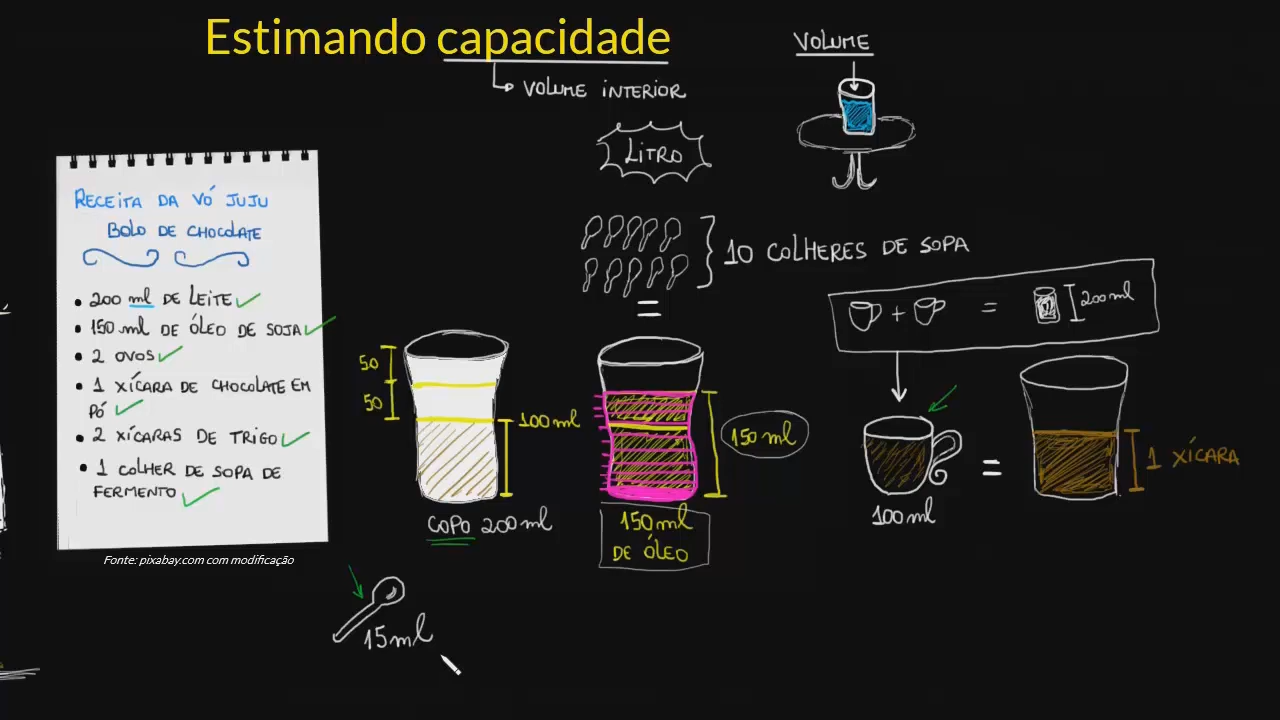 Estimando capacidade
VOLUME INTERIOR
LITRO
VOLUME
RECEITA DA VÓ JUJU
BOLO DE CHOCOLATE
• 200 ml DE LEITE
• 150 ml DE ÓLEO DE SOJA
• 2 OVOS
• 1 XÍCARA DE CHOCOLATE EM
PÓ
• 2 XÍCARAS DE TRIGO
• 1 COLHER DE SOPA DE
FERMENTO
Fonte: pixabay.com com modificação
10 COLHERES DE SOPA
=
50
50
100 ml
COPO 200 ml
150 ml
150 ml
DE ÓLEO
+ = 200 ml
100 ml
=
1 XÍCARA
15 ml